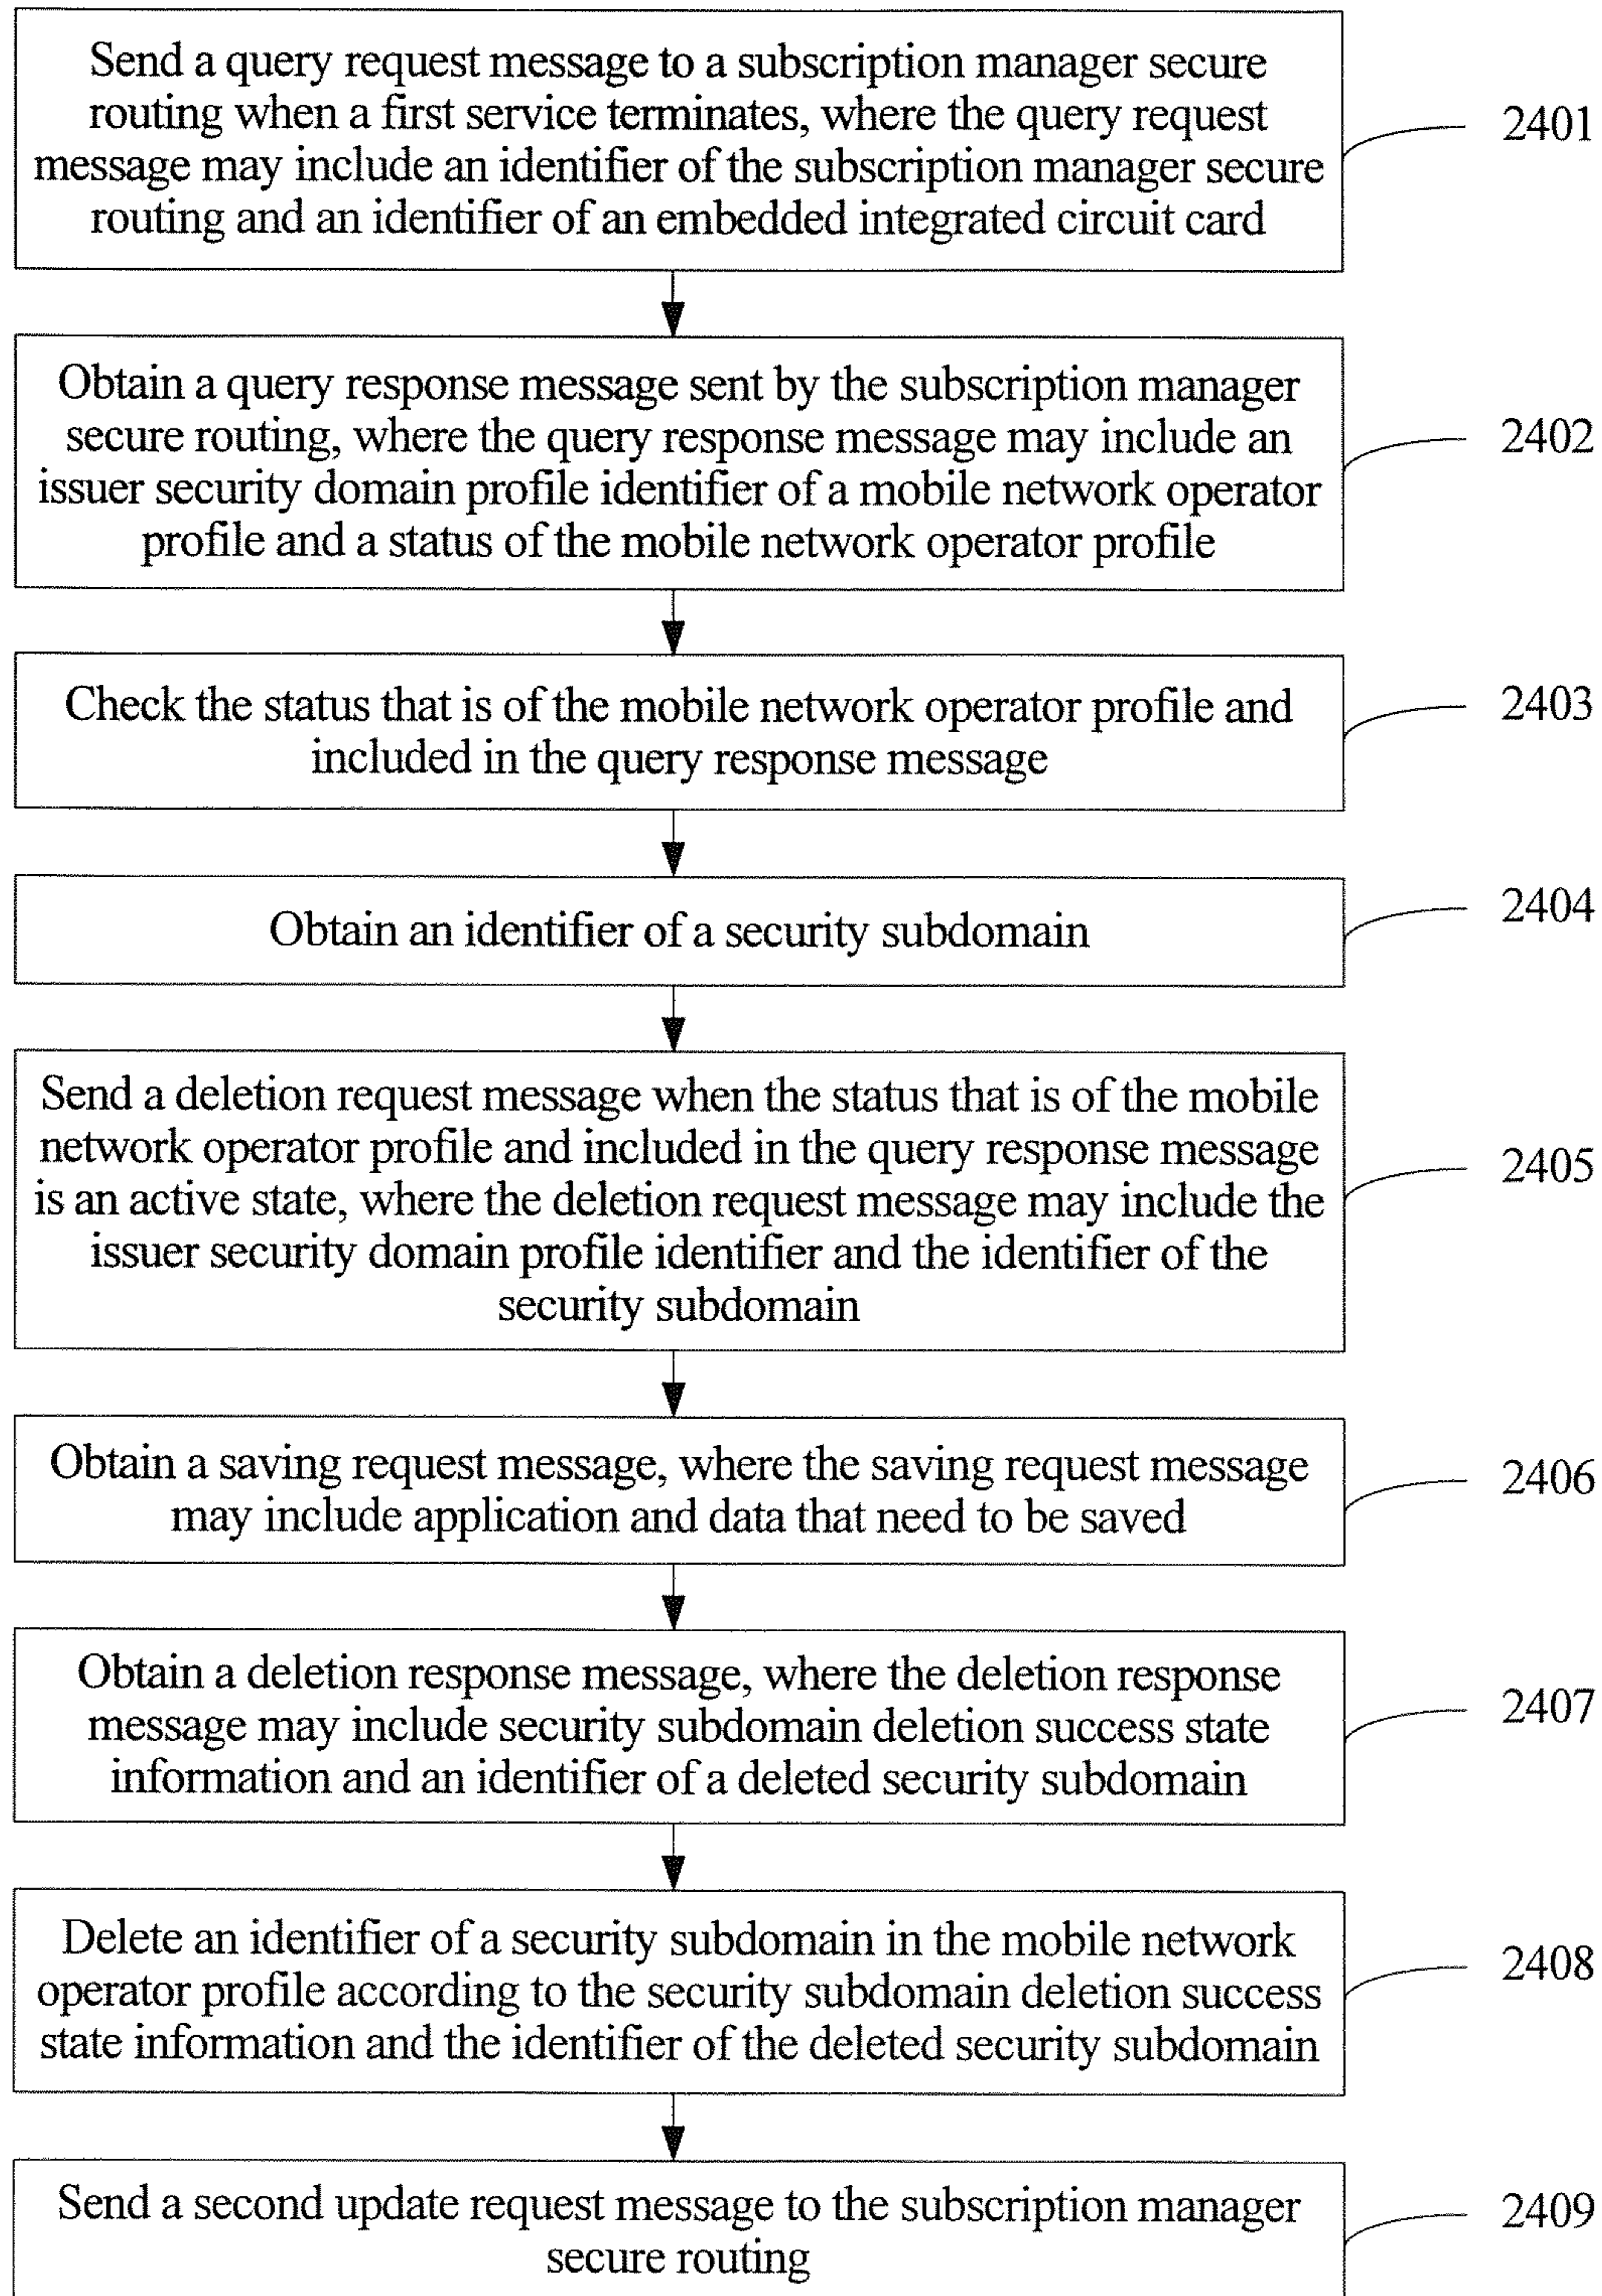 Send a query request message to a subscription manager secure
routing when a first service terminates, where the query request
message may include an identifier of the subscription manager secure
routing and an identifier of an embedded integrated circuit card
2401
Obtain a query response message sent by the subscription manager
secure routing, where the query response message may include an
issuer security domain profile identifier of a mobile network operator
profile and a status of the mobile network operator profile
2402
Check the status that is of the mobile network operator profile and
included in the query response message
2403
Obtain an identifier of a security subdomain
2404
Send a deletion request message when the status that is of the mobile
network operator profile and included in the query response message
is an active state, where the deletion request message may include the
issuer security domain profile identifier and the identifier of the
security subdomain
2405
Obtain a saving request message, where the saving request message
may include application and data that need to be saved
2406
Obtain a deletion response message, where the deletion response
message may include security subdomain deletion success state
information and an identifier of a deleted security subdomain
2407
Delete an identifier of a security subdomain in the mobile network
operator profile according to the security subdomain deletion success
state information and the identifier of the deleted security subdomain
2408
Send a second update request message to the subscription manager
secure routing
2409